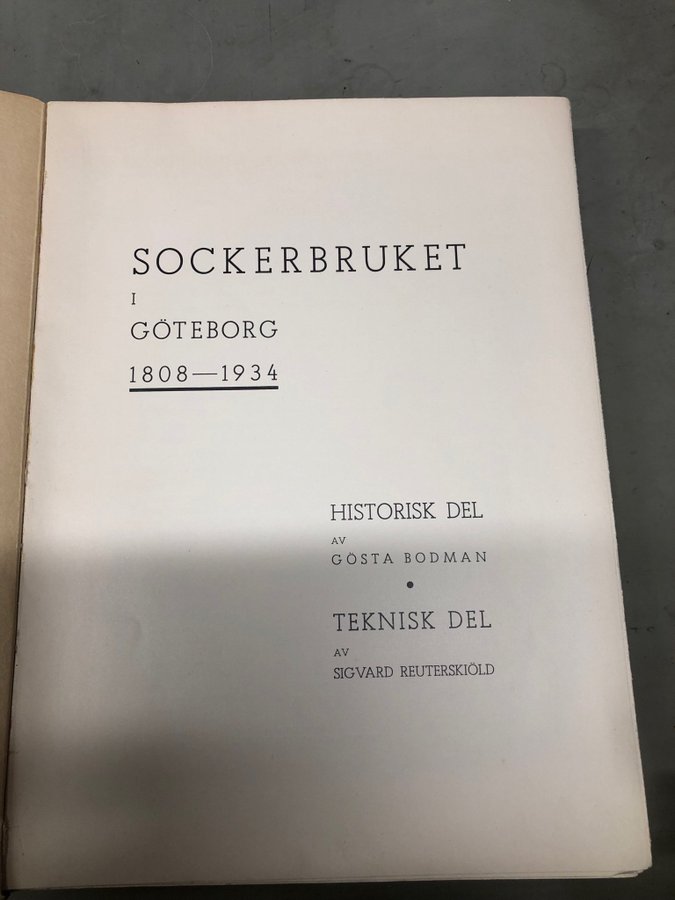 SOCKERBRUKET
I
GÖTEBORG
1808—1934
HISTORISK DEL
AV
GÖSTA BODMAN
•
TEKNISK DEL
AV
SIGVARD REUTERSKIÖLD